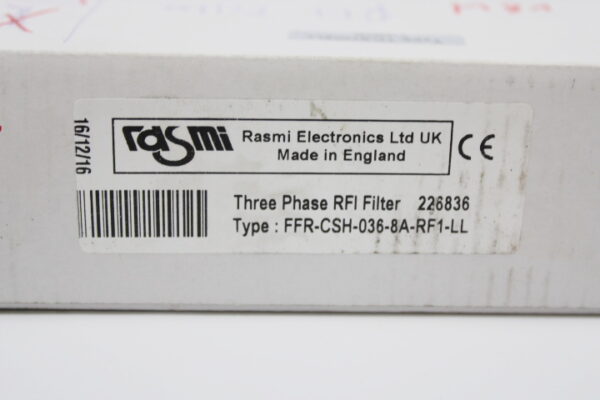 16/12/16
rasmi
Rasmi Electronics Ltd UK
Made in England
CE
Three Phase RFI Filter 226836
Type : FFR-CSH-036-8A-RF1-LL